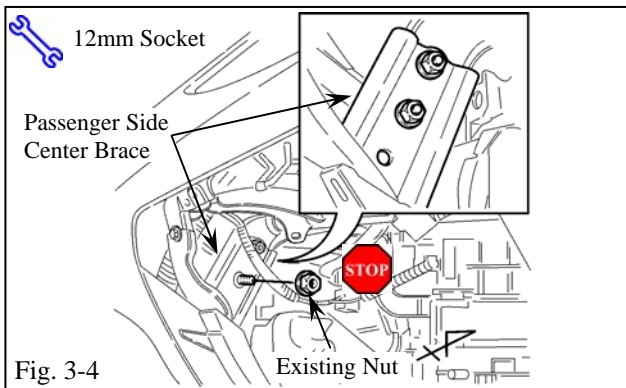 12mm Socket
Passenger Side
Center Brace
STOP
Existing Nut
Fig. 3-4